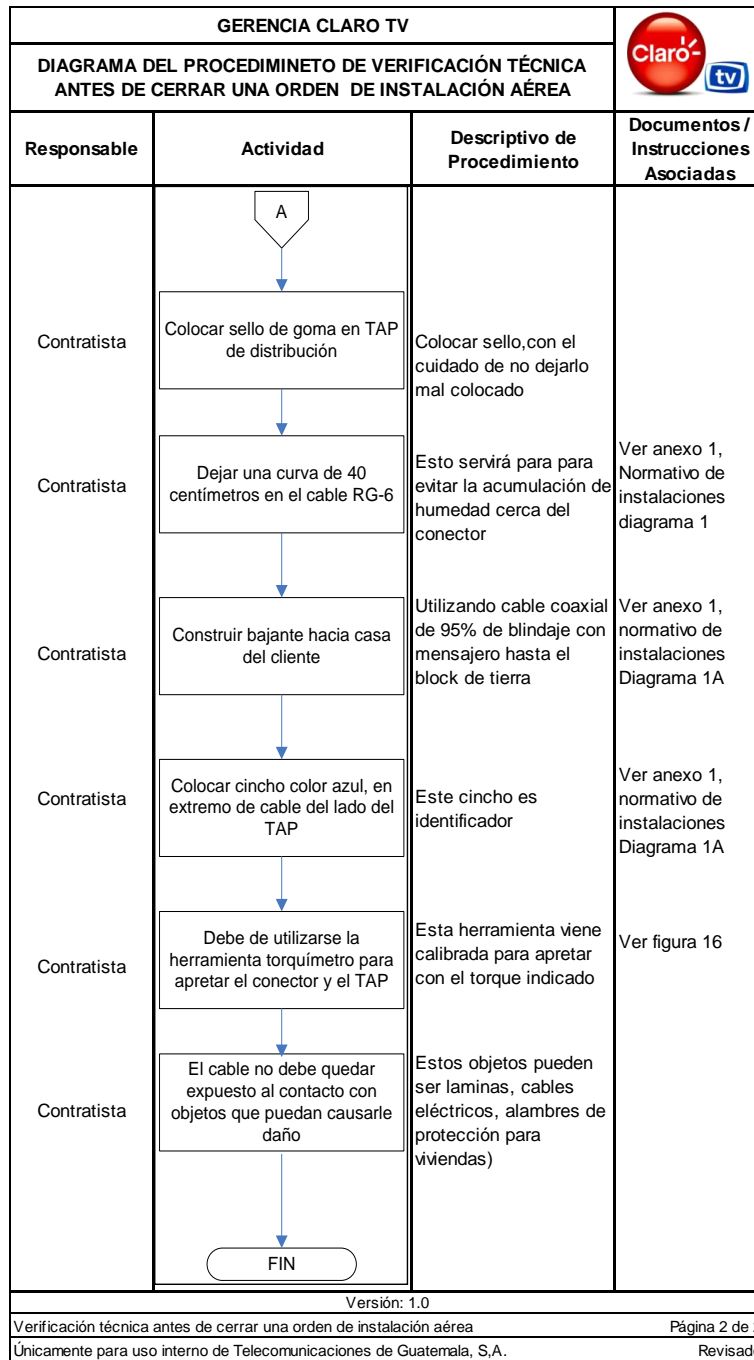 GERENCIA CLARO TV
DIAGRAMA DEL PROCEDIMINETO DE VERIFICACIÓN TÉCNICA
ANTES DE CERRAR UNA ORDEN DE INSTALACIÓN AÉREA
Claro
tv
Responsable
Actividad
Descriptivo de
Procedimiento
Documentos /
Instrucciones
Asociadas
A
Contratista
Colocar sello de goma en TAP
de distribución
Colocar sello,con el
cuidado de no dejarlo
mal colocado
Contratista
Dejar una curva de 40
centímetros en el cable RG-6
Esto servirá para para
evitar la acumulación de
humedad cerca del
conector
Ver anexo 1,
Normativo de
instalaciones
diagrama 1
Contratista
Construir bajante hacia casa
del cliente
Utilizando cable coaxial
de 95% de blindaje con
mensajero hasta el
block de tierra
Ver anexo 1,
normativo de
instalaciones
Diagrama 1A
Contratista
Colocar cincho color azul, en
extremo de cable del lado del
TAP
Este cincho es
identificador
Ver anexo 1,
normativo de
instalaciones
Diagrama 1A
Contratista
Debe de utilizarse la
herramienta torquímetro para
apretar el conector y el TAP
Esta herramienta viene
calibrada para apretar
con el torque indicado
Ver figura 16
Contratista
El cable no debe quedar
expuesto al contacto con
objetos que puedan causarle
daño
Estos objetos pueden
ser laminas, cables
eléctricos, alambres de
protección para
viviendas)
FIN
Versión: 1.0
Verificación técnica antes de cerrar una orden de instalación aérea
Página 2 de
Únicamente para uso interno de Telecomunicaciones de Guatemala, S,A.